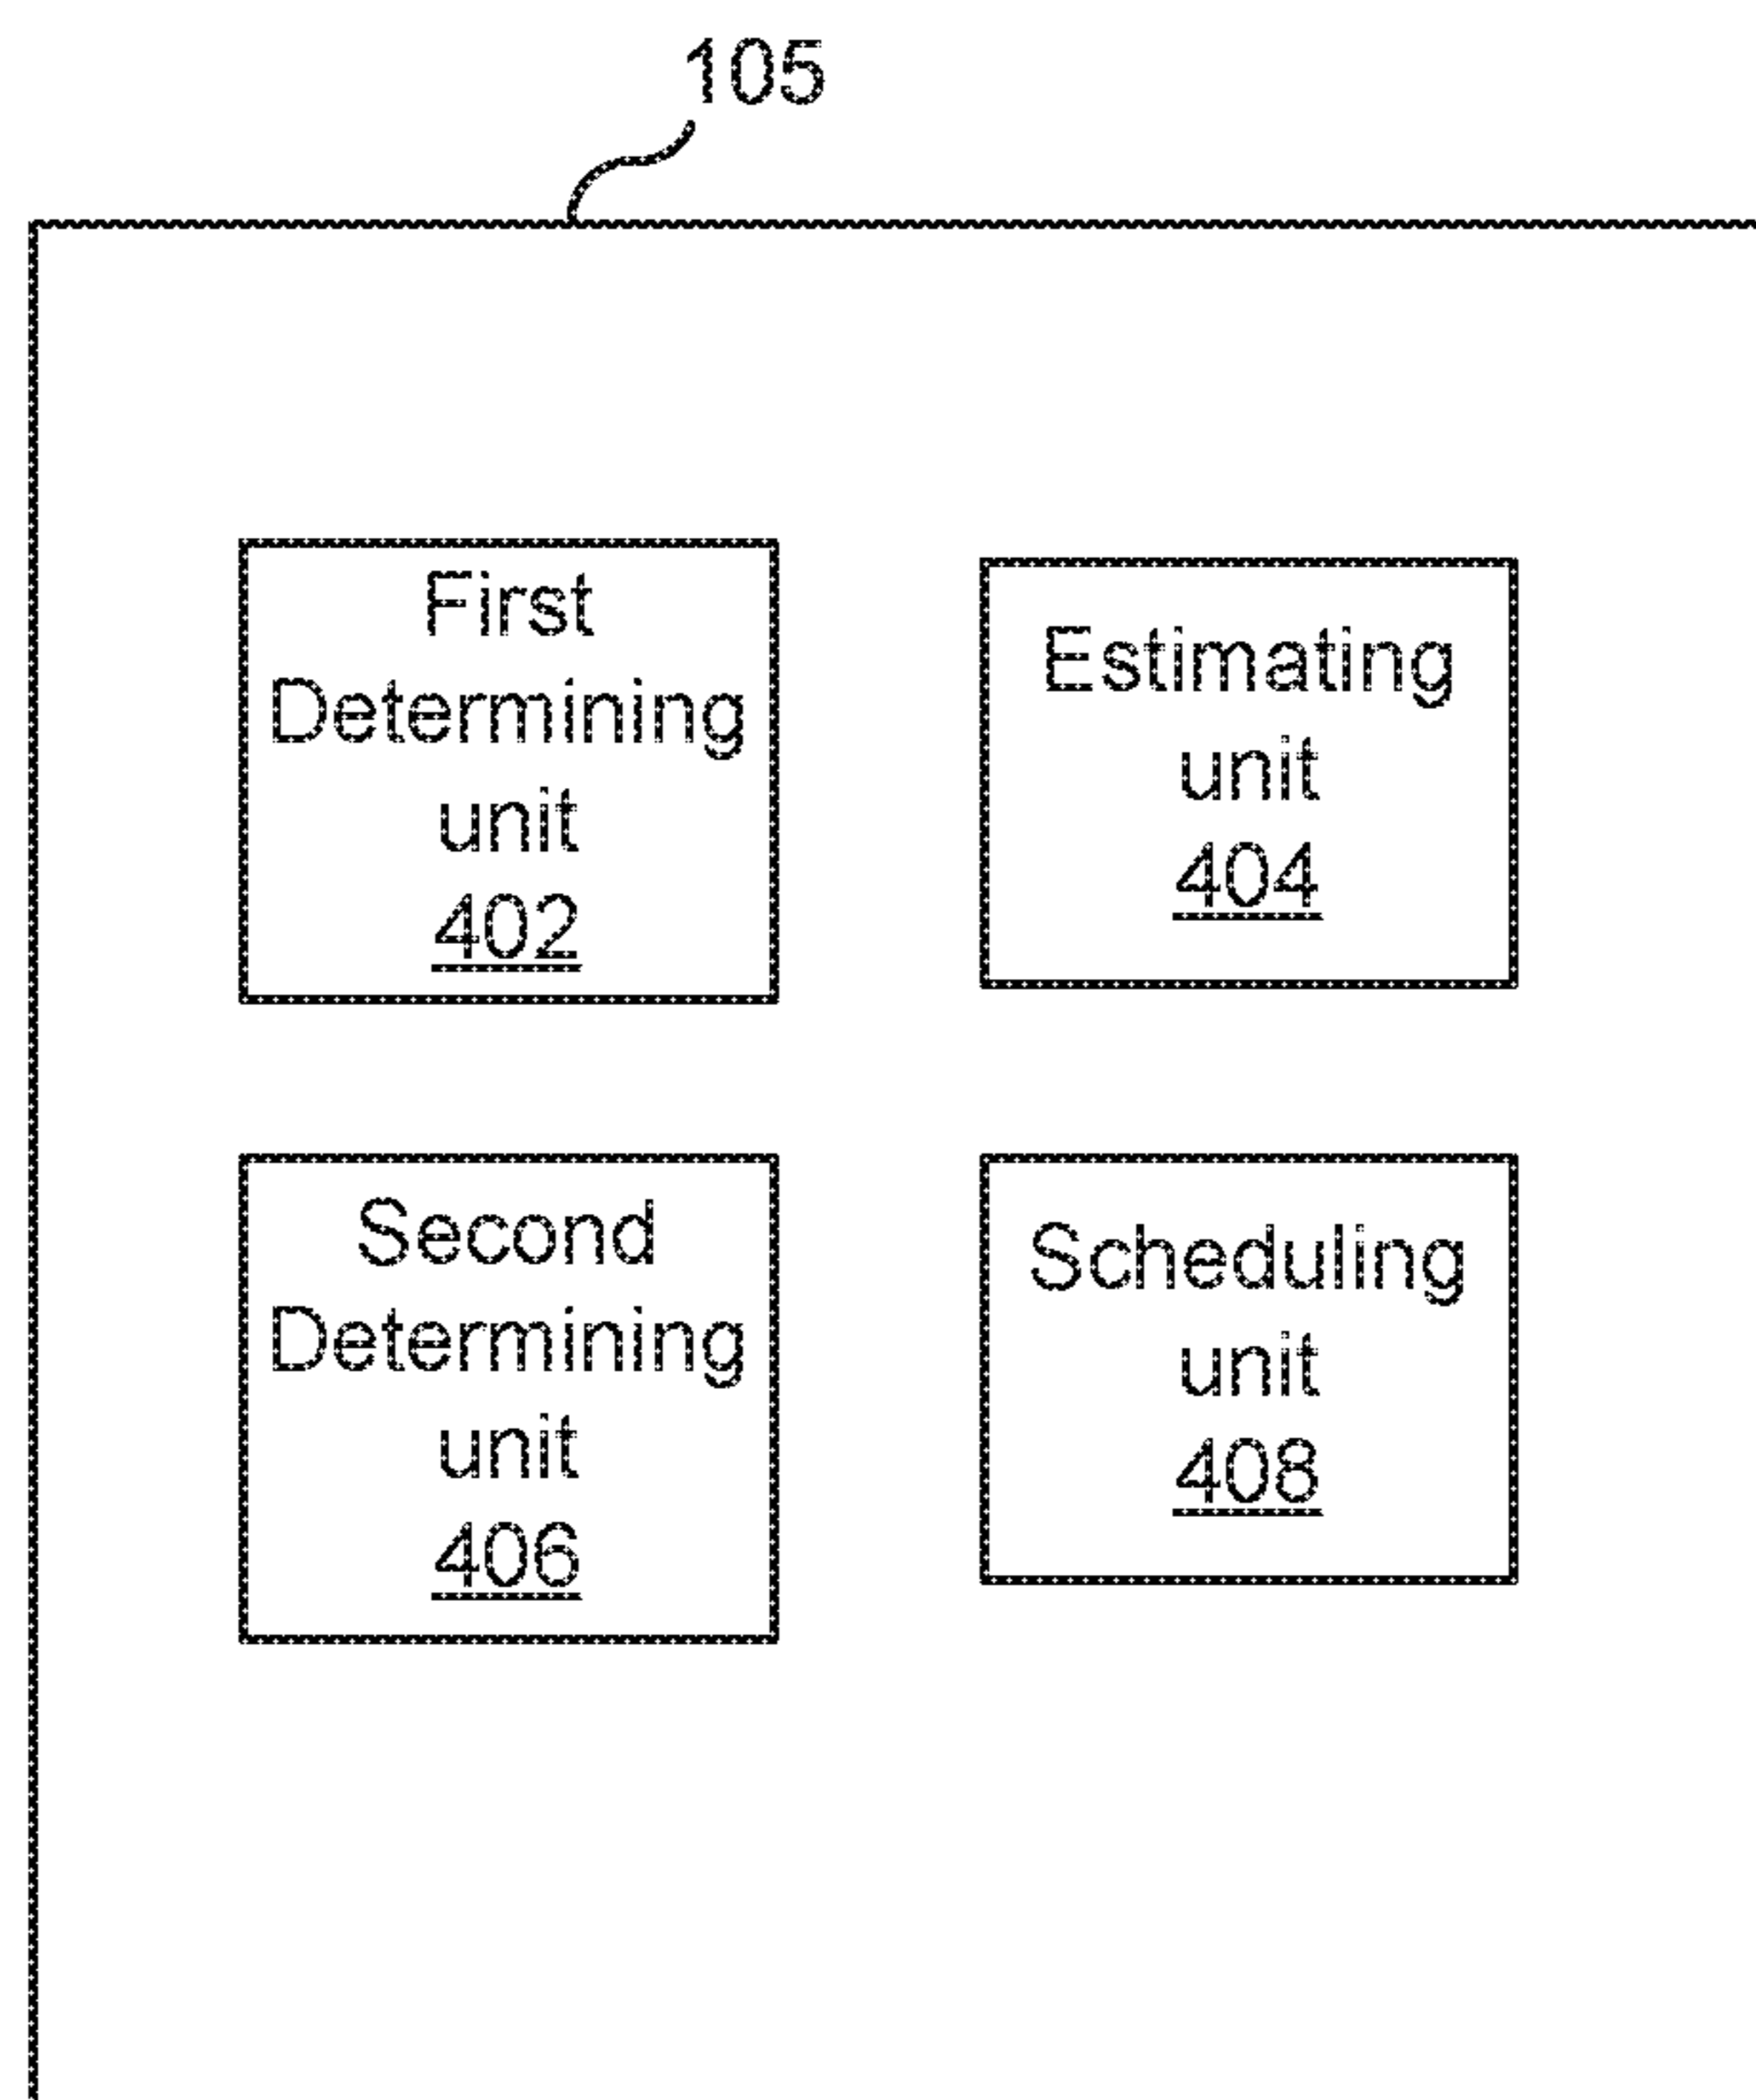 105
First
Determining
unit
402
Estimating
unit
404
Second
Determining
unit
406
Scheduling
unit
408